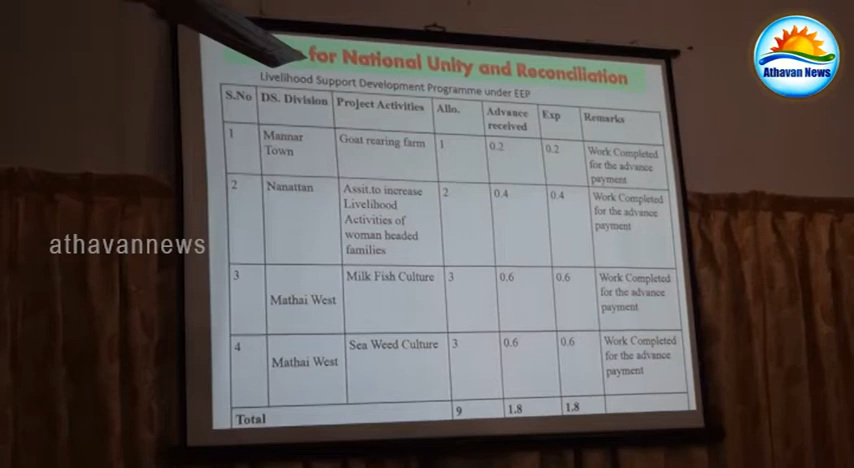 for National Unity and Reconciliation
Livelihood Support Development Programme under EEP
S.No DS. Division Project Activities Allo. Advance received Exp Remarks
1 Mannar Town Goat rearing farm 1 0.2 0.2 Work Completed for the advance payment
2 Nanattan Assit.to increase Livelihood Activities of woman headed families 2 0.4 0.4 Work Completed for the advance payment
3 Mathai West Milk Fish Culture 3 0.6 0.6 Work Completed for the advance payment
4 Mathai West Sea Weed Culture 3 0.6 0.6 Work Completed for the advance payment
Total 9 1.8 1.8
Athavan News
athavannews